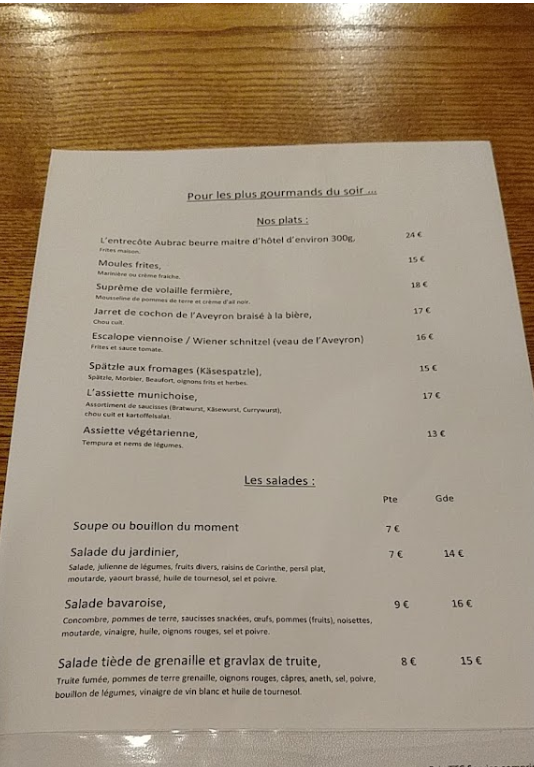 Pour les plus gourmands du soir ...
Nos plats :
L'entrecôte Aubrac beurre maitre d'hôtel d'environ 300g, 24 €
Frites maison.
Moules frites, 15 €
Marinière ou crème fraiche.
Suprême de volaille fermière, 18 €
Mousseline de pommes de terre et crème d'ail noir.
Jarret de cochon de l'Aveyron braisé à la bière, 17 €
Chou cuit.
Escalope viennoise / Wiener schnitzel (veau de l'Aveyron) 16 €
Frites et sauce tomate.
Spätzle aux fromages (Käsespatzle), 15 €
Spätzle, Morbier, Beaufort, oignons frits et herbes.
L'assiette munichoise, 17 €
Assortiment de saucisses (Bratwurst, Käsewurst, Currywurst),
chou cuit et kartoffelsalat.
Assiette végétarienne, 13 €
Tempura et nems de légumes.
Les salades :
Pte Gde
Soupe ou bouillon du moment 7 €
Salade du jardinier, 7 € 14 €
Salade, julienne de légumes, fruits divers, raisins de Corinthe, persil plat,
moutarde, yaourt brassé, huile de tournesol, sel et poivre.
Salade bavaroise, 9 € 16 €
Concombre, pommes de terre, saucisses snackées, œufs, pommes (fruits), noisettes,
moutarde, vinaigre, huile, oignons rouges, sel et poivre.
Salade tiède de grenaille et gravlax de truite, 8 € 15 €
Truite fumée, pommes de terre grenaille, oignons rouges, câpres, aneth, sel, poivre,
bouillon de légumes, vinaigre de vin blanc et huile de tournesol.